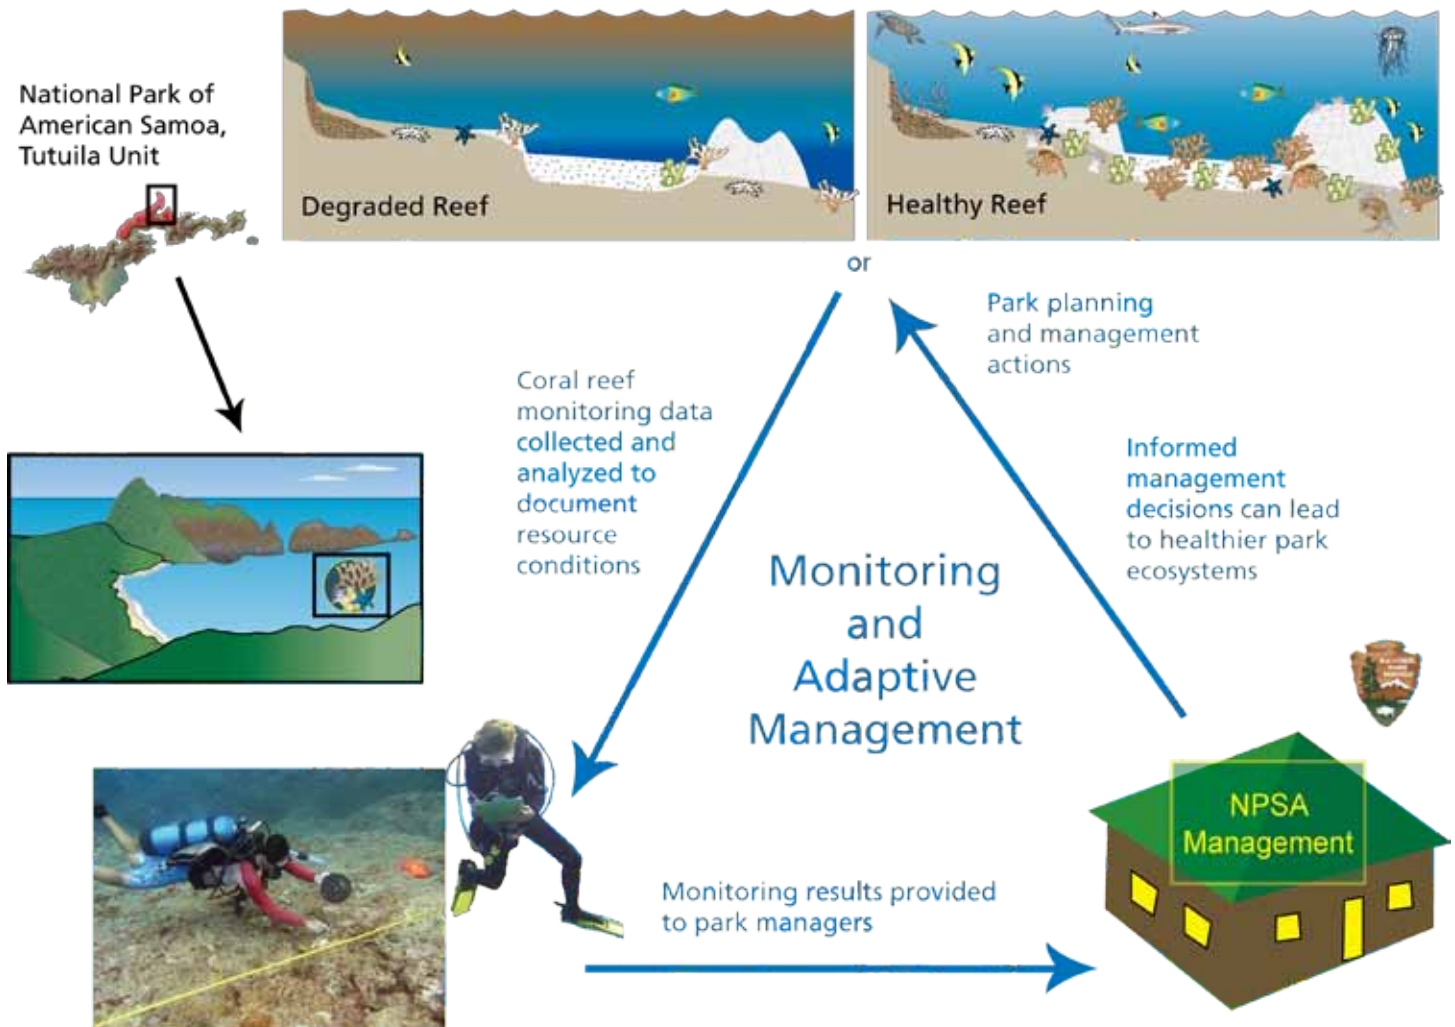 National Park of
American Samoa,
Tutuila Unit
Degraded Reef
Healthy Reef
or
Park planning
and management
actions
Coral reef
monitoring data
collected and
analyzed to
document
resource
conditions
Informed
management
decisions can lead
to healthier park
ecosystems
Monitoring
and
Adaptive
Management
NPSA
Management
Monitoring results provided
to park managers